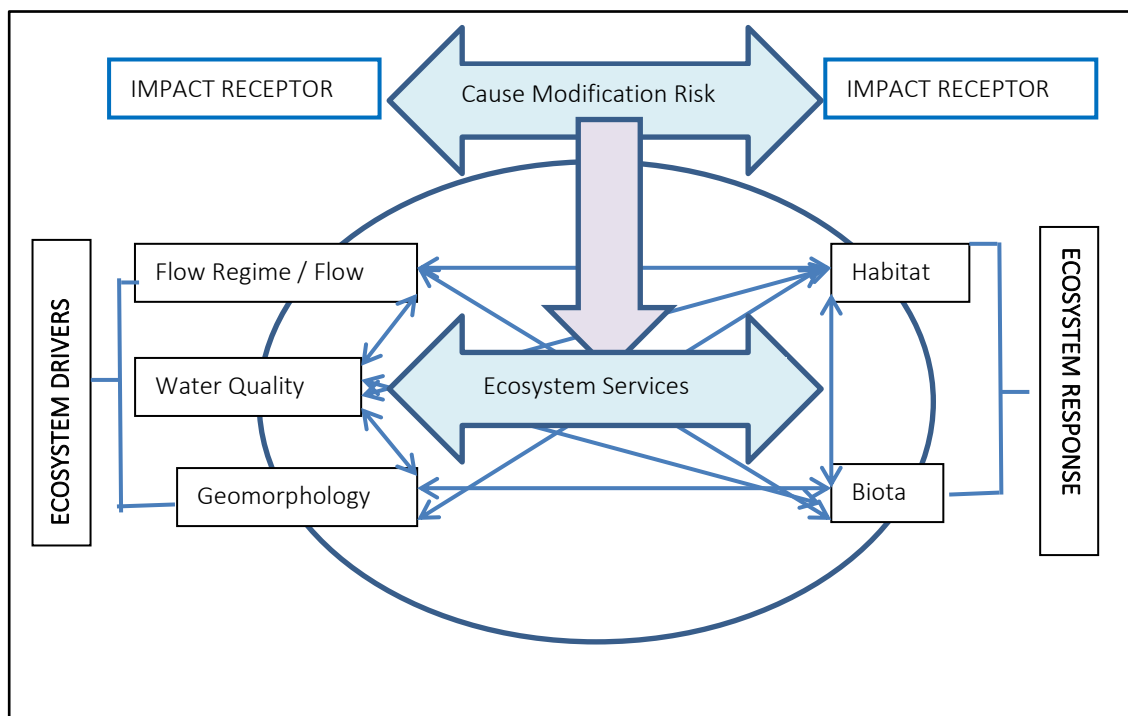 IMPACT RECEPTOR
Cause Modification Risk
IMPACT RECEPTOR
ECOSYSTEM DRIVERS
Flow Regime / Flow
Water Quality
Geomorphology
Ecosystem Services
Habitat
Biota
ECOSYSTEM RESPONSE